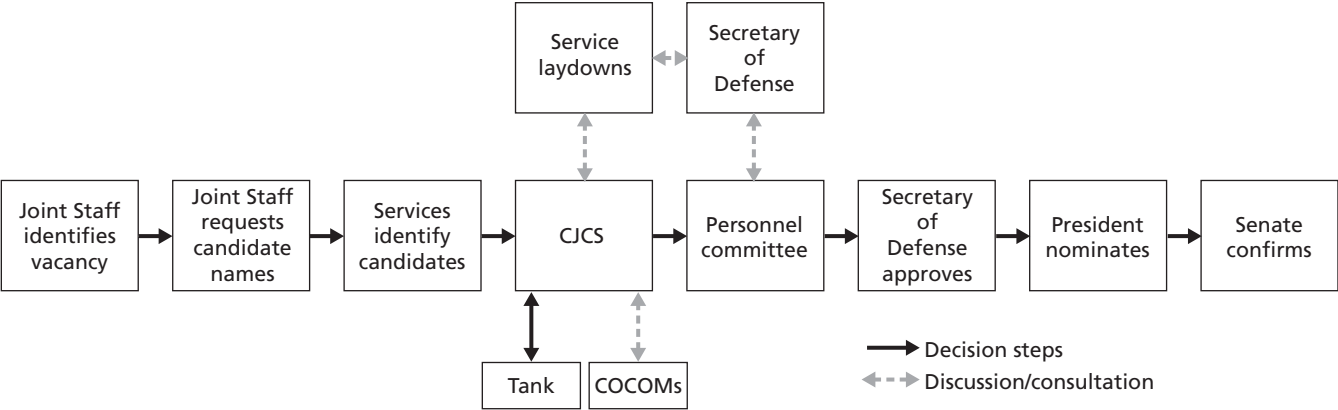 Service
laydowns
Secretary
of
Defense
Joint Staff
identifies
vacancy
Joint Staff
requests
candidate
names
Services
identify
candidates
CJCS
Personnel
committee
Secretary
of
Defense
approves
President
nominates
Senate
confirms
Tank
COCOMs
Decision steps
Discussion/consultation